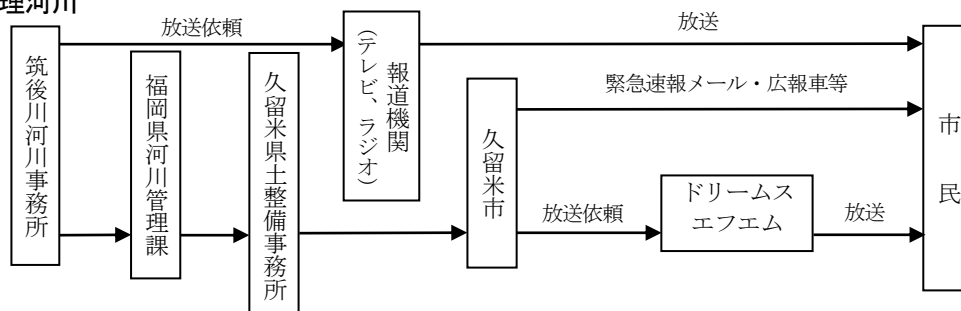 理河川
放送依頼
放送
筑後川河川事務所
福岡県河川管理課
久留米県土整備事務所
報道機関
(テレビ、ラジオ)
緊急速報メール・広報車等
久留米市
放送依頼
ドリームス
エフエム
放送
市民